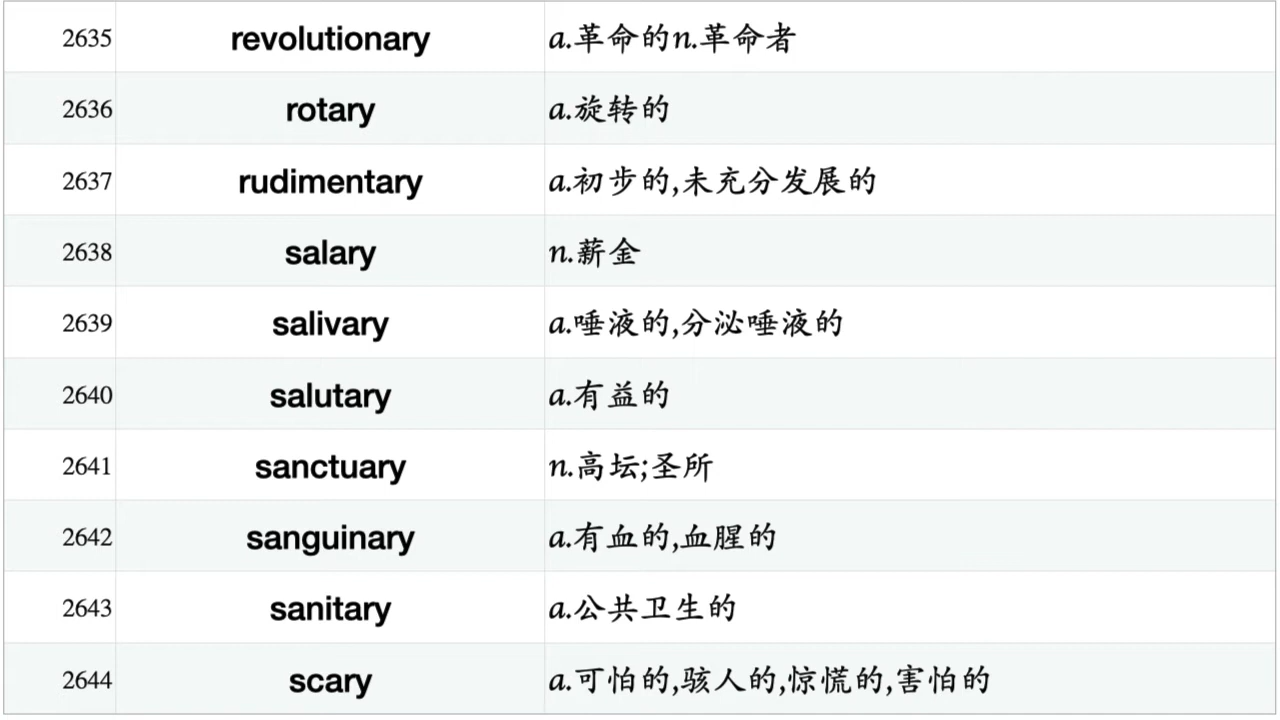 2635 revolutionary a.革命的n.革命者
2636 rotary a.旋转的
2637 rudimentary a.初步的,未充分发展的
2638 salary n.薪金
2639 salivary a.唾液的,分泌唾液的
2640 salutary a.有益的
2641 sanctuary n.高坛;圣所
2642 sanguinary a.有血的,血腥的
2643 sanitary a.公共卫生的
2644 scary a.可怕的,骇人的,惊慌的,害怕的